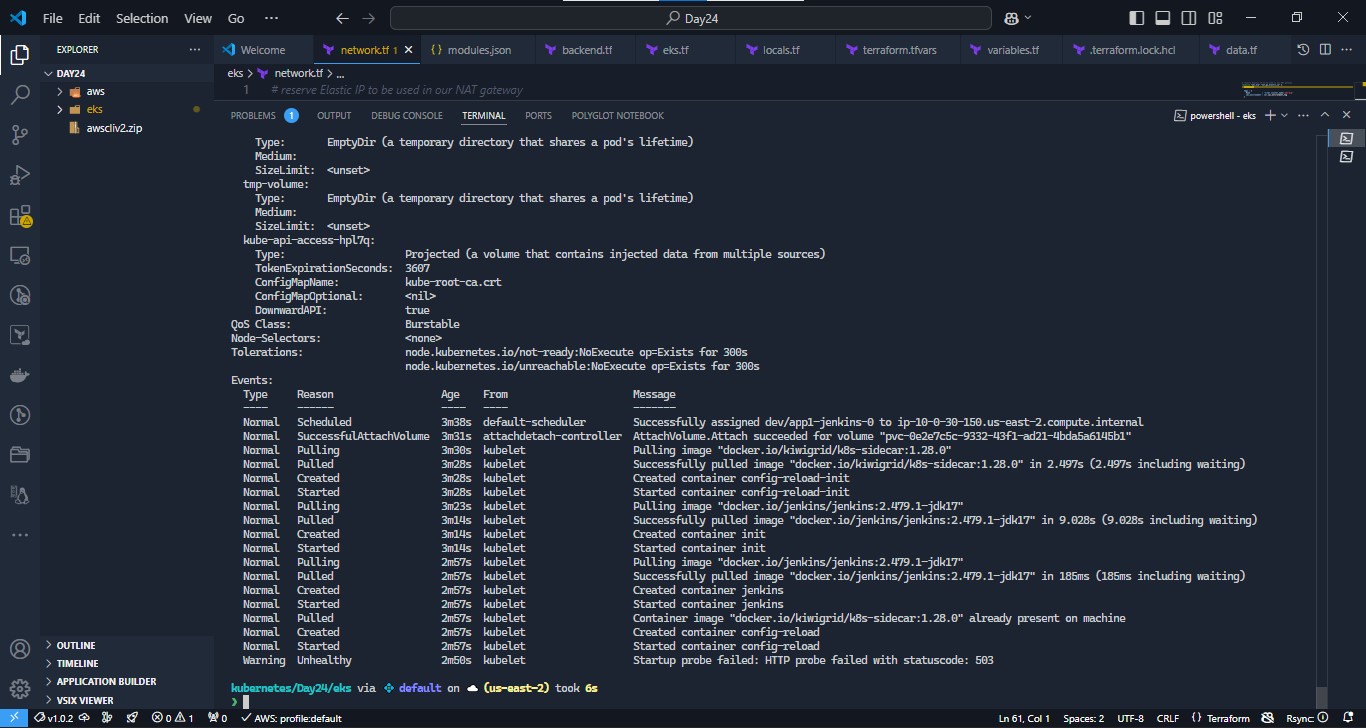 File Edit Selection View Go ··· Day24
EXPLORER ···
Welcome network.tf 1 modules.json backend.tf eks.tf locals.tf terraform.tfvars variables.tf .terraform.lock.hcl data.tf
DAY24
aws
eks
awscliv2.zip
eks > network.tf > ...
1 # reserve Elastic IP to be used in our NAT gateway
PROBLEMS 1 OUTPUT DEBUG CONSOLE TERMINAL PORTS POLYGLOT NOTEBOOK powershell - eks
Type: EmptyDir (a temporary directory that shares a pod's lifetime)
Medium:
SizeLimit: <unset>
tmp-volume:
Type: EmptyDir (a temporary directory that shares a pod's lifetime)
Medium:
SizeLimit: <unset>
kube-api-access-hpl7q:
Type: Projected (a volume that contains injected data from multiple sources)
TokenExpirationSeconds: 3607
ConfigMapName: kube-root-ca.crt
ConfigMapOptional: <nil>
DownwardAPI: true
QoS Class: Burstable
Node-Selectors: <none>
Tolerations: node.kubernetes.io/not-ready:NoExecute op=Exists for 300s
node.kubernetes.io/unreachable:NoExecute op=Exists for 300s
Events:
Type Reason Age From Message
---- ------ ---- ---- -------
Normal Scheduled 3m38s default-scheduler Successfully assigned dev/app1-jenkins-0 to ip-10-0-30-150.us-east-2.compute.internal
Normal SuccessfulAttachVolume 3m31s attachdetach-controller AttachVolume.Attach succeeded for volume "pvc-0e2e7c5c-9332-43f1-ad21-4bda5a6145b1"
Normal Pulling 3m30s kubelet Pulling image "docker.io/kiwigrid/k8s-sidecar:1.28.0"
Normal Pulled 3m28s kubelet Successfully pulled image "docker.io/kiwigrid/k8s-sidecar:1.28.0" in 2.497s (2.497s including waiting)
Normal Created 3m28s kubelet Created container config-reload-init
Normal Started 3m28s kubelet Started container config-reload-init
Normal Pulling 3m23s kubelet Pulling image "docker.io/jenkins/jenkins:2.479.1-jdk17"
Normal Pulled 3m14s kubelet Successfully pulled image "docker.io/jenkins/jenkins:2.479.1-jdk17" in 9.028s (9.028s including waiting)
Normal Created 3m14s kubelet Created container init
Normal Started 3m14s kubelet Started container init
Normal Pulling 2m57s kubelet Pulling image "docker.io/jenkins/jenkins:2.479.1-jdk17"
Normal Pulled 2m57s kubelet Successfully pulled image "docker.io/jenkins/jenkins:2.479.1-jdk17" in 185ms (185ms including waiting)
Normal Created 2m57s kubelet Created container jenkins
Normal Started 2m57s kubelet Started container jenkins
Normal Pulled 2m57s kubelet Container image "docker.io/kiwigrid/k8s-sidecar:1.28.0" already present on machine
Normal Created 2m57s kubelet Created container config-reload
Normal Started 2m57s kubelet Started container config-reload
Warning Unhealthy 2m50s kubelet Startup probe failed: HTTP probe failed with statuscode: 503
kubernetes/Day24/eks via default on (us-east-2) took 6s
❯
OUTLINE
TIMELINE
APPLICATION BUILDER
VSIX VIEWER
v1.0.2 0 1 0 AWS: profile:default Ln 61, Col 1 Spaces: 2 UTF-8 CRLF Terraform Rsync: